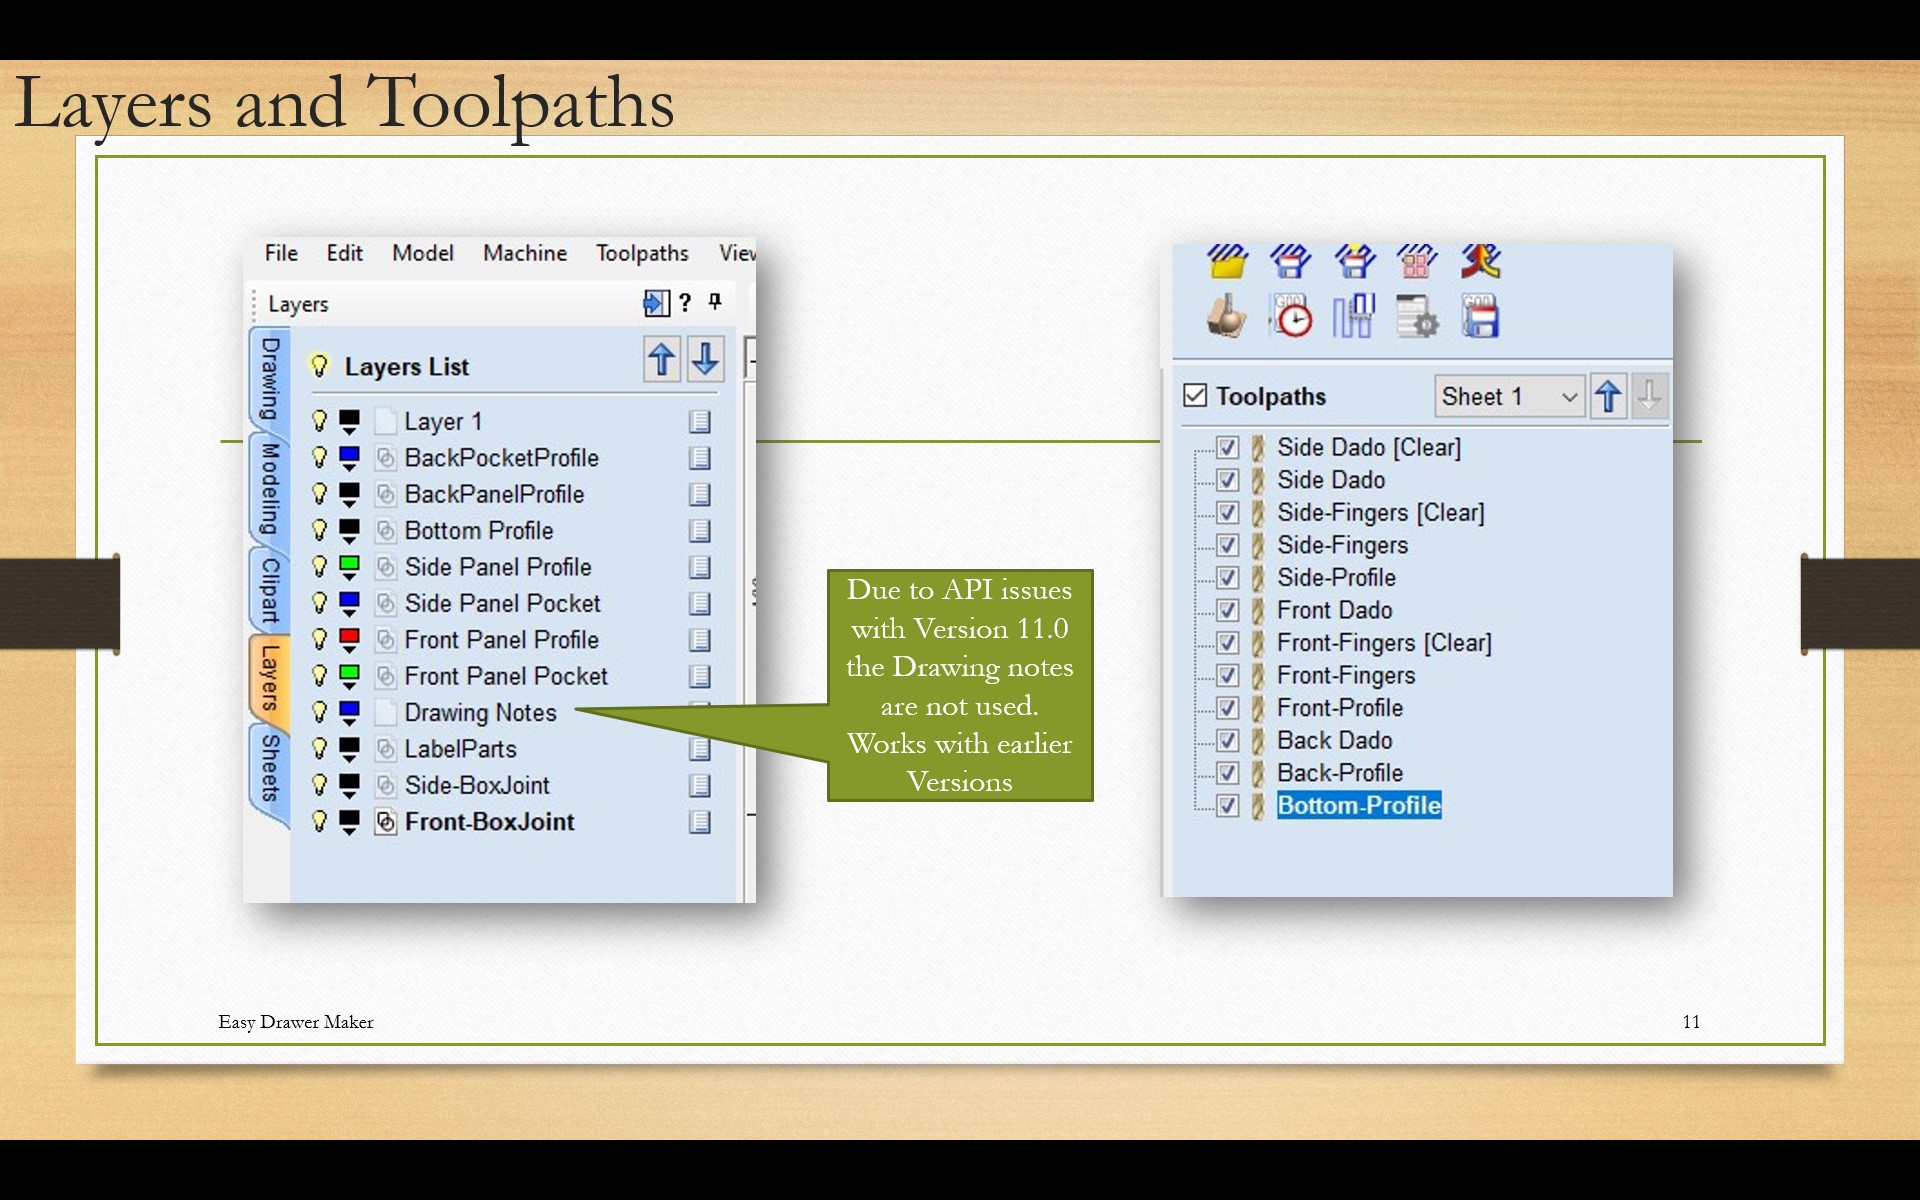 Layers and Toolpaths
File Edit Model Machine Toolpaths View
Layers ?
Drawing
Modeling
Clipart
Layers
Sheets
Layers List
Layer 1
BackPocketProfile
BackPanelProfile
Bottom Profile
Side Panel Profile
Side Panel Pocket
Front Panel Profile
Front Panel Pocket
Drawing Notes
LabelParts
Side-BoxJoint
Front-BoxJoint
Due to API issues
with Version 11.0
the Drawing notes
are not used.
Works with earlier
Versions
Toolpaths Sheet 1
Side Dado [Clear]
Side Dado
Side-Fingers [Clear]
Side-Fingers
Side-Profile
Front Dado
Front-Fingers [Clear]
Front-Fingers
Front-Profile
Back Dado
Back-Profile
Bottom-Profile
Easy Drawer Maker
11